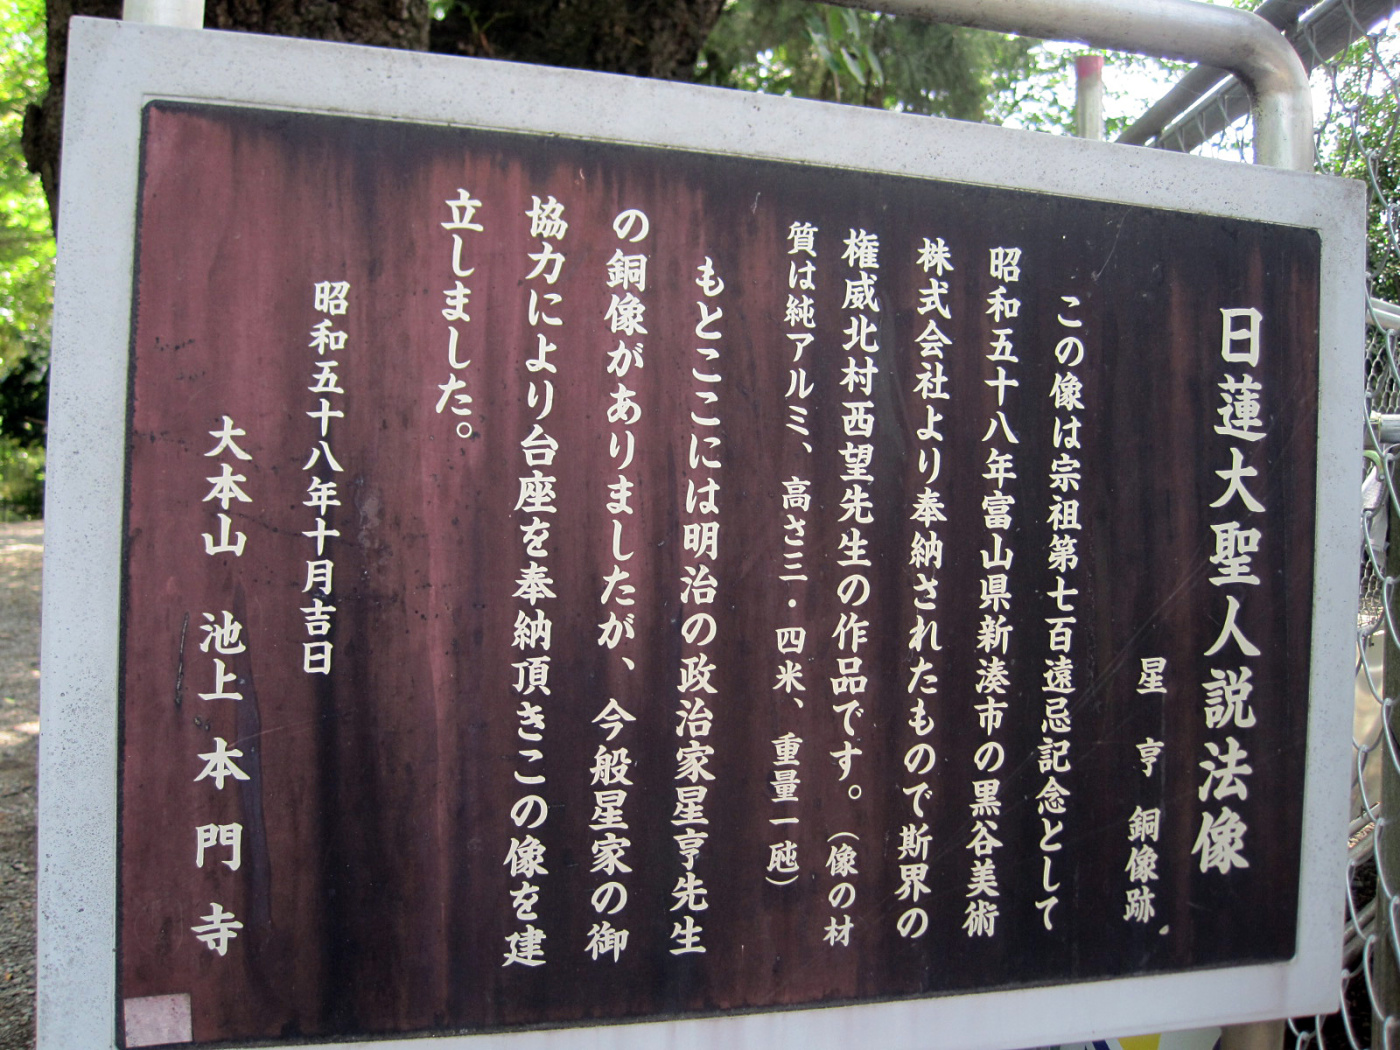 日蓮大聖人説法像
星亨 銅像跡
この像は宗祖第七百遠忌記念として
昭和五十八年富山県新湊市の黒谷美術
株式会社より奉納されたもので斯界の
権威北村西望先生の作品です。（像の材
質は純アルミ、高さ三・四米、重量一瓲）
もとここには明治の政治家星亨先生
の銅像がありましたが、今般星家の御
協力により台座を奉納頂きこの像を建
立しました。
昭和五十八年十月吉日
大本山 池上 本門寺